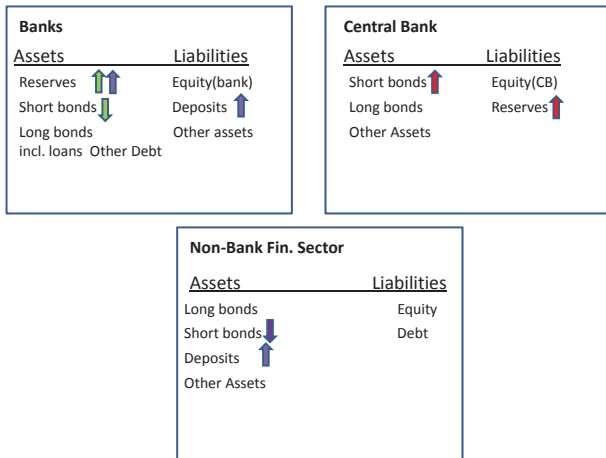 Banks
Assets Liabilities
Reserves Equity(bank)
Short bonds Deposits
Long bonds Other assets
incl. loans Other Debt
Central Bank
Assets Liabilities
Short bonds Equity(CB)
Long bonds Reserves
Other Assets
Non-Bank Fin. Sector
Assets Liabilities
Long bonds Equity
Short bonds Debt
Deposits
Other Assets